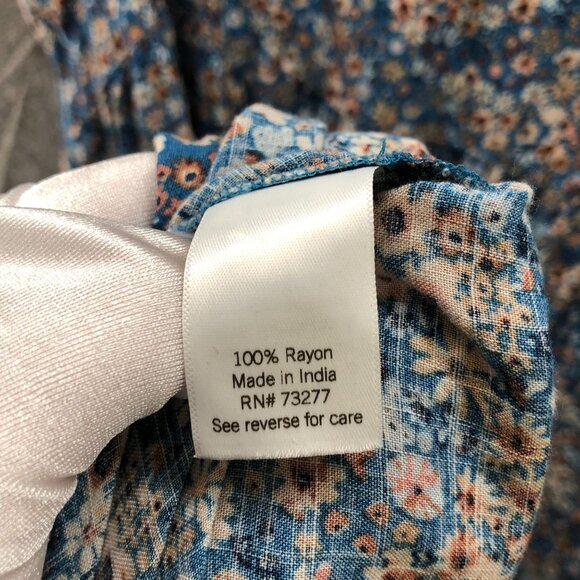 100% Rayon
Made in India
RN# 73277
See reverse for care